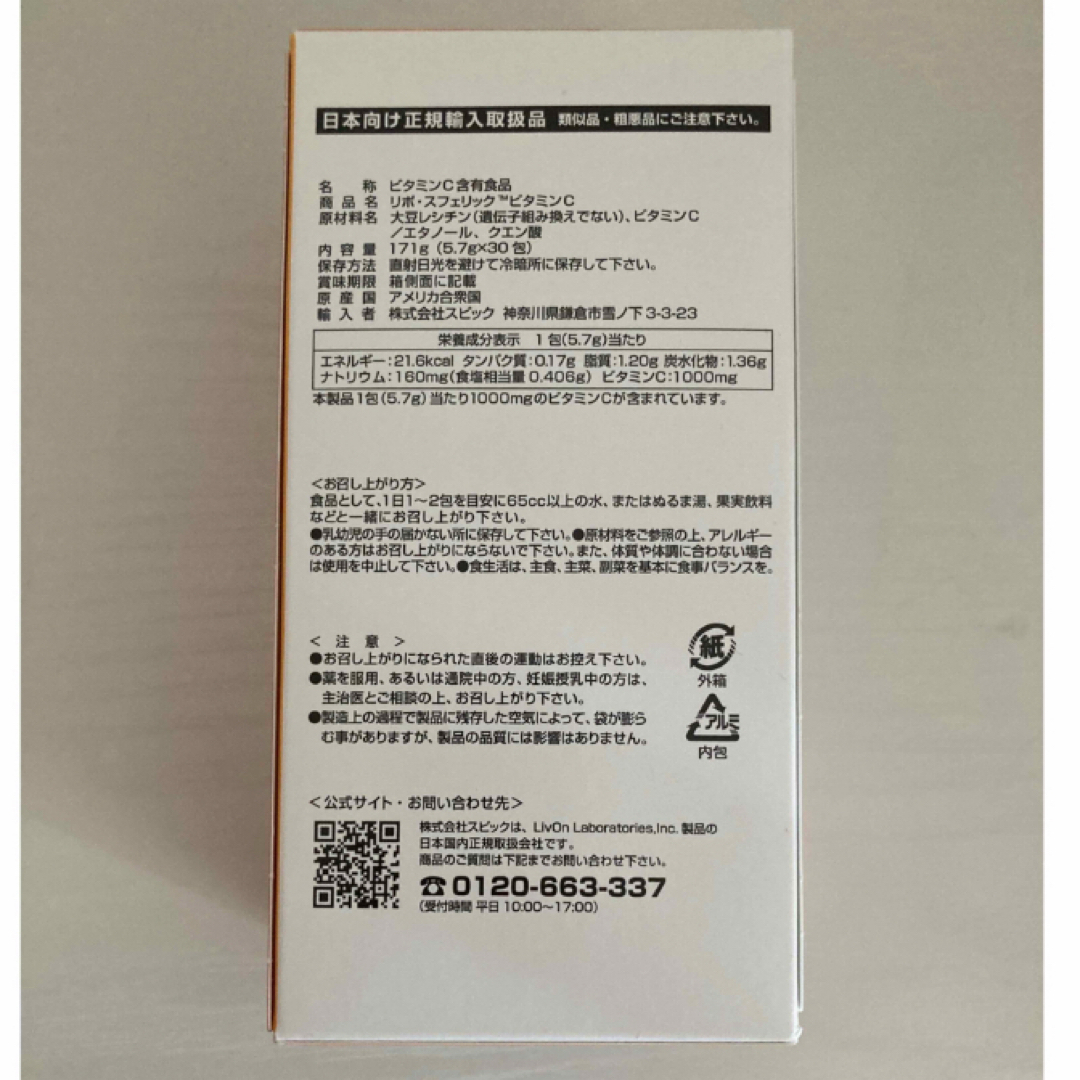 日本向け正規輸入取扱品 類似品・粗悪品にご注意下さい。
名 称 ビタミンC含有食品
商 品 名 リポ・スフェリック™ビタミンC
原材料名 大豆レシチン(遺伝子組み換えでない)、ビタミンC
/エタノール、クエン酸
内 容 量 171g (5.7g×30包)
保存方法 直射日光を避けて冷暗所に保存して下さい。
賞味期限 箱側面に記載
原 産 国 アメリカ合衆国
輸 入 者 株式会社スピック 神奈川県鎌倉市雪ノ下3-3-23
栄養成分表示 1包(5.7g)当たり
エネルギー:21.6kcal タンパク質:0.17g 脂質:1.20g 炭水化物:1.36g
ナトリウム:160mg(食塩相当量 0.406g) ビタミンC:1000mg
本製品1包(5.7g)当たり1000mgのビタミンCが含まれています。
<お召し上がり方>
食品として、1日1〜2包を目安に65cc以上の水、またはぬるま湯、果実飲料
などと一緒にお召し上がり下さい。
●乳幼児の手の届かない所に保存して下さい。●原材料をご参照の上、アレルギー
のある方はお召し上がりにならないで下さい。また、体質や体調に合わない場合
は使用を中止して下さい。●食生活は、主食、主菜、副菜を基本に食事バランスを。
< 注 意 >
●お召し上がりになられた直後の運動はお控え下さい。
●薬を服用、あるいは通院中の方、妊娠授乳中の方は、
主治医とご相談の上、お召し上がり下さい。
●製造上の過程で製品に残存した空気によって、袋が膨ら
む事がありますが、製品の品質には影響はありません。
紙
外箱
アルミ
内包
<公式サイト・お問い合わせ先>
株式会社スピックは、LivOn Laboratories,Inc.製品の
日本国内正規取扱会社です。
商品のご質問は下記までお問い合わせ下さい。
☎0120-663-337
(受付時間 平日 10:00〜17:00)